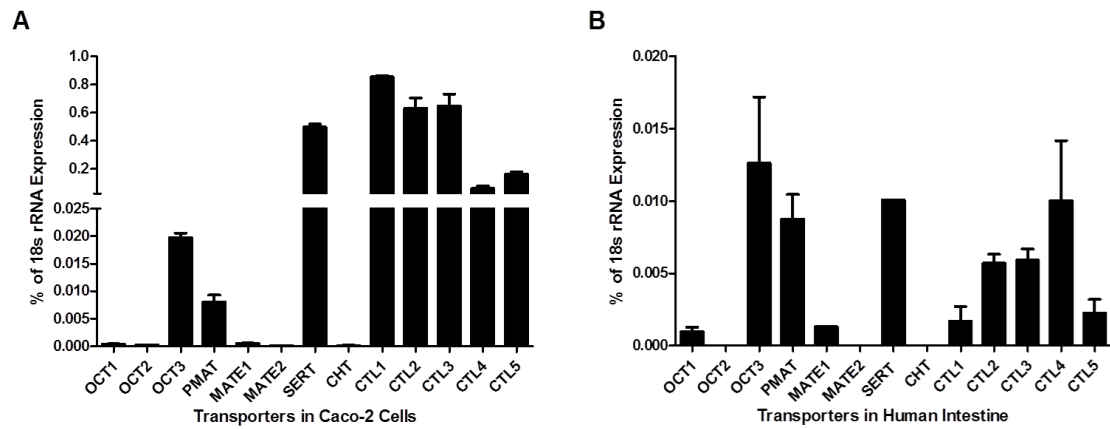 A
% of 18s rRNA Expression
1.0
0.8
0.6
0.4
0.2
0.025
0.020
0.015
0.010
0.005
0.000
OCT1
OCT2
OCT3
PMAT
MATE1
MATE2
SERT
CHT
CTL1
CTL2
CTL3
CTL4
CTL5
Transporters in Caco-2 Cells
B
% of 18s rRNA Expression
0.020
0.015
0.010
0.005
0.000
OCT1
OCT2
OCT3
PMAT
MATE1
MATE2
SERT
CHT
CTL1
CTL2
CTL3
CTL4
CTL5
Transporters in Human Intestine